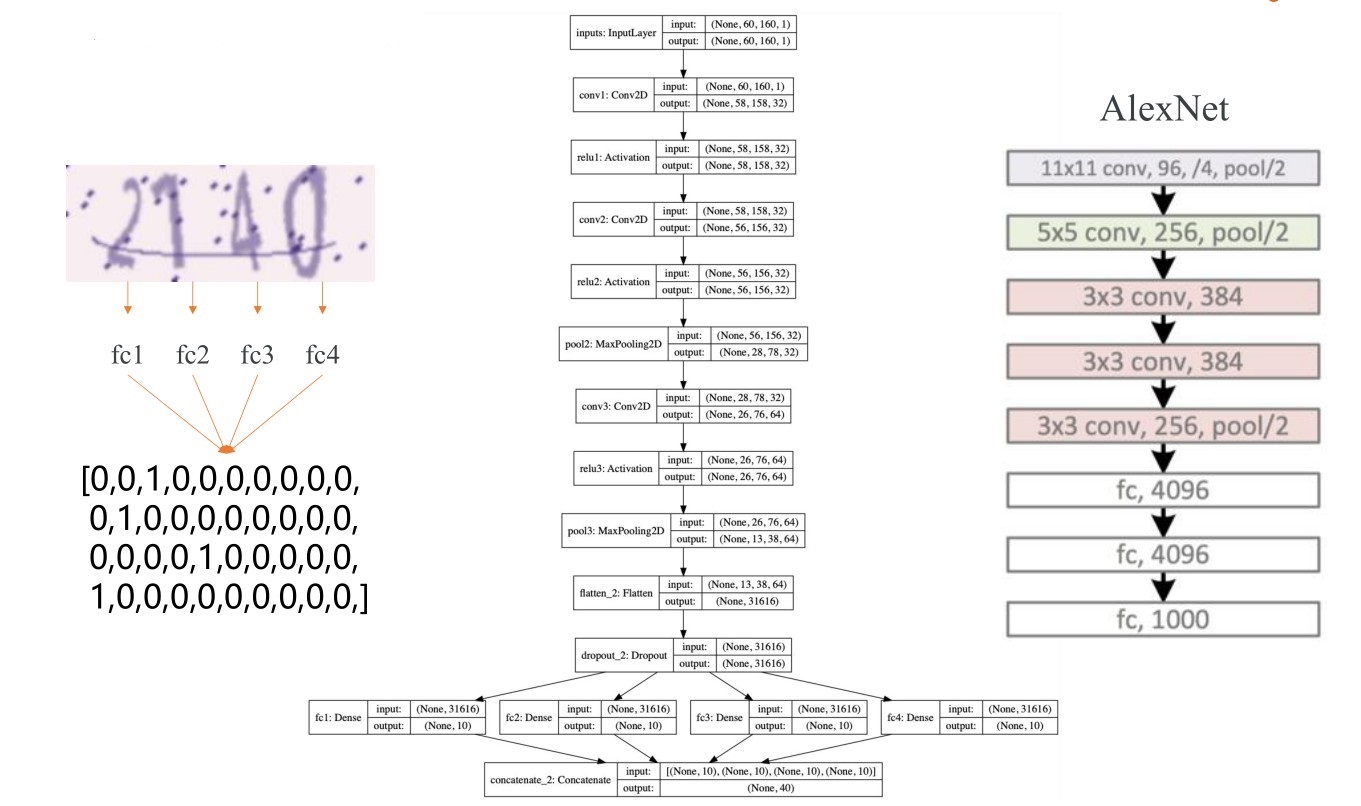 2140
fc1 fc2 fc3 fc4
[0,0,1,0,0,0,0,0,0,0,
0,1,0,0,0,0,0,0,0,0,
0,0,0,0,1,0,0,0,0,0,
1,0,0,0,0,0,0,0,0,0,]
inputs: InputLayer
input: (None, 60, 160, 1)
output: (None, 60, 160, 1)
conv1: Conv2D
input: (None, 60, 160, 1)
output: (None, 58, 158, 32)
relu1: Activation
input: (None, 58, 158, 32)
output: (None, 58, 158, 32)
conv2: Conv2D
input: (None, 58, 158, 32)
output: (None, 56, 156, 32)
relu2: Activation
input: (None, 56, 156, 32)
output: (None, 56, 156, 32)
pool2: MaxPooling2D
input: (None, 56, 156, 32)
output: (None, 28, 78, 32)
conv3: Conv2D
input: (None, 28, 78, 32)
output: (None, 26, 76, 64)
relu3: Activation
input: (None, 26, 76, 64)
output: (None, 26, 76, 64)
pool3: MaxPooling2D
input: (None, 26, 76, 64)
output: (None, 13, 38, 64)
flatten_2: Flatten
input: (None, 13, 38, 64)
output: (None, 31616)
dropout_2: Dropout
input: (None, 31616)
output: (None, 31616)
fc1: Dense
input: (None, 31616)
output: (None, 10)
fc2: Dense
input: (None, 31616)
output: (None, 10)
fc3: Dense
input: (None, 31616)
output: (None, 10)
fc4: Dense
input: (None, 31616)
output: (None, 10)
concatenate_2: Concatenate
input: [(None, 10), (None, 10), (None, 10), (None, 10)]
output: (None, 40)
AlexNet
11x11 conv, 96, /4, pool/2
5x5 conv, 256, pool/2
3x3 conv, 384
3x3 conv, 384
3x3 conv, 256, pool/2
fc, 4096
fc, 4096
fc, 1000